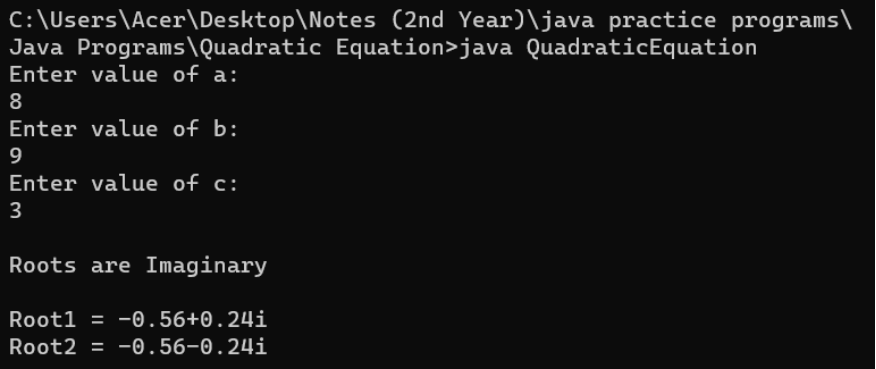 C:\Users\Acer\Desktop\Notes (2nd Year)\java practice programs\
Java Programs\Quadratic Equation>java QuadraticEquation
Enter value of a:
8
Enter value of b:
9
Enter value of c:
3
Roots are Imaginary
Root1 = -0.56+0.24i
Root2 = -0.56-0.24i